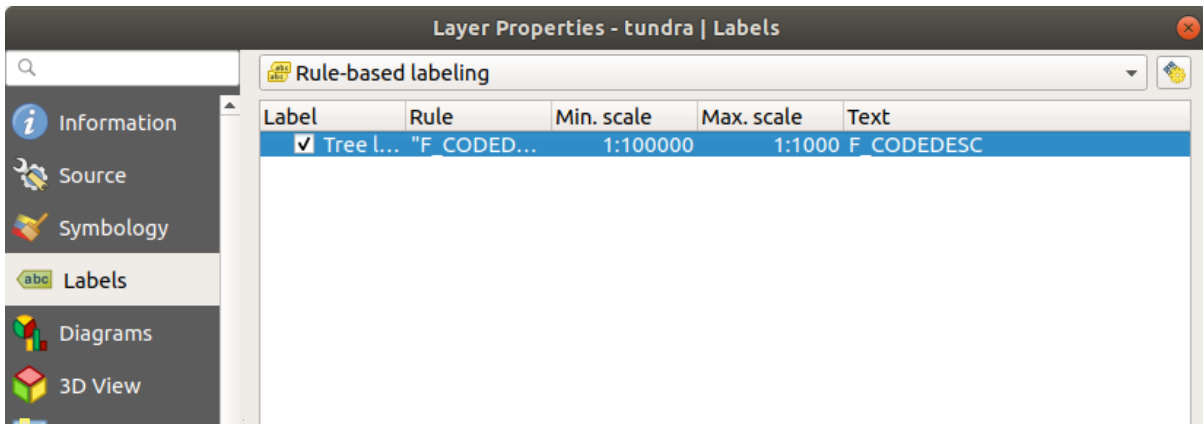 Layer Properties - tundra | Labels
Rule-based labeling
Information
Source
Symbology
abc Labels
Diagrams
3D View
Label Rule Min. scale Max. scale Text
Tree l... "F_CODED... 1:100000 1:1000 F_CODEDESC